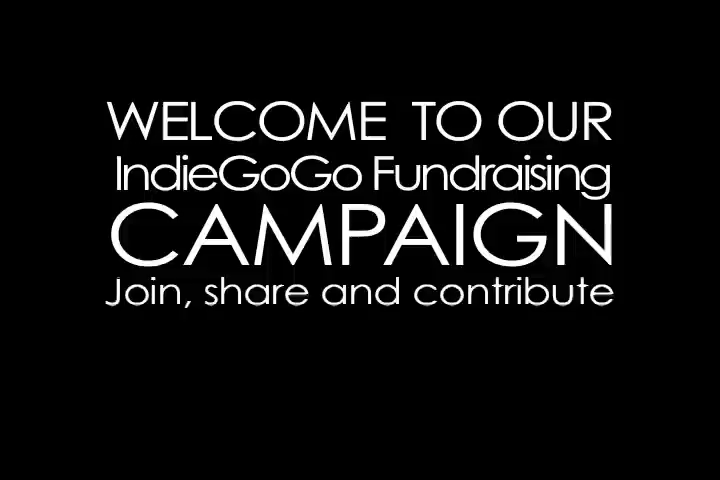 WELCOME TO OUR
IndieGoGo Fundraising
CAMPAIGN
Join, share and contribute